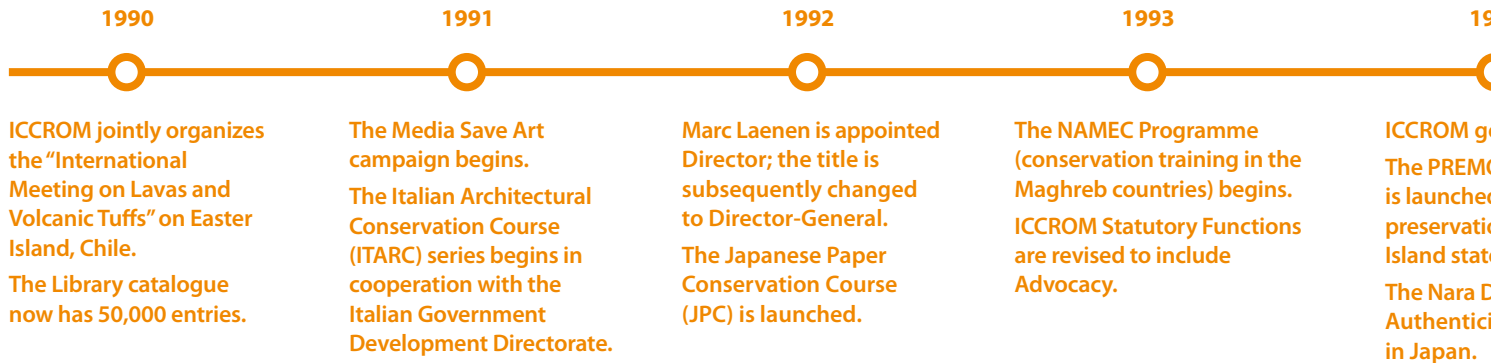 1990
ICCROM jointly organizes
the “International
Meeting on Lavas and
Volcanic Tuffs” on Easter
Island, Chile.
The Library catalogue
now has 50,000 entries.
1991
The Media Save Art
campaign begins.
The Italian Architectural
Conservation Course
(ITARC) series begins in
cooperation with the
Italian Government
Development Directorate.
1992
Marc Laenen is appointed
Director; the title is
subsequently changed
to Director-General.
The Japanese Paper
Conservation Course
(JPC) is launched.
1993
The NAMEC Programme
(conservation training in the
Maghreb countries) begins.
ICCROM Statutory Functions
are revised to include
Advocacy.
ICCROM
The
is
Island
The Nara
in Japan.